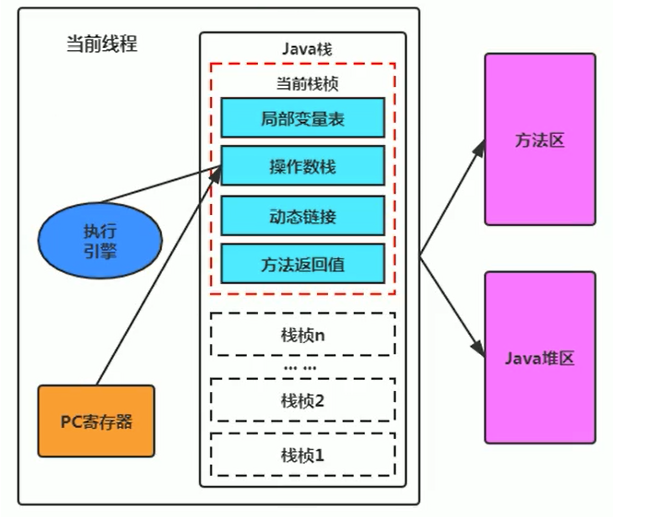 当前线程
Java栈
当前栈桢
局部变量表
操作数栈
动态链接
方法返回值
执行
引擎
栈桢n
... ...
栈桢2
栈桢1
PC寄存器
方法区
Java堆区